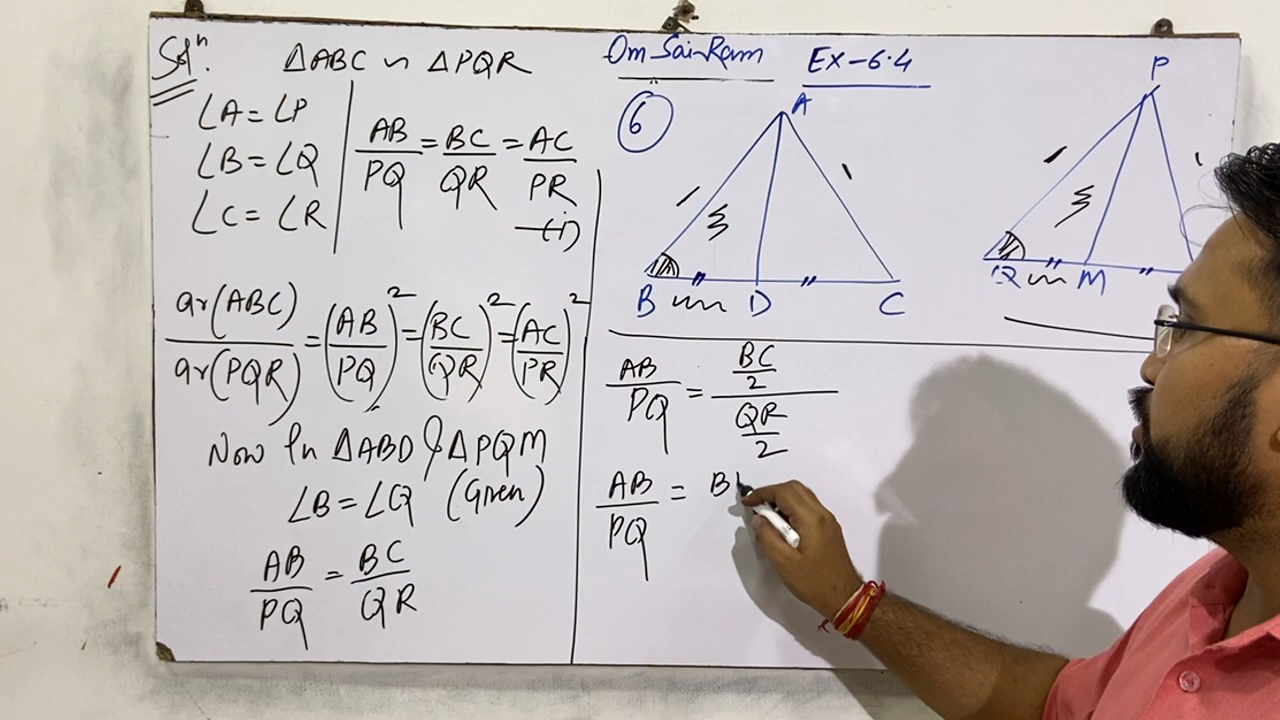 Solⁿ. ΔABC ~ ΔPQR
∠A = ∠P
∠B = ∠Q
∠C = ∠R
AB/PQ = BC/QR = AC/PR —(i)
ar(ABC)/ar(PQR) = (AB/PQ)² = (BC/QR)² = (AC/PR)²
Now In ΔABD & ΔPQM
∠B = ∠Q (Given)
AB/PQ = BC/QR
Om Sai Ram Ex-6.4
6
A
B D C
P
Q M
AB/PQ = (BC/2)/(QR/2)
AB/PQ = B